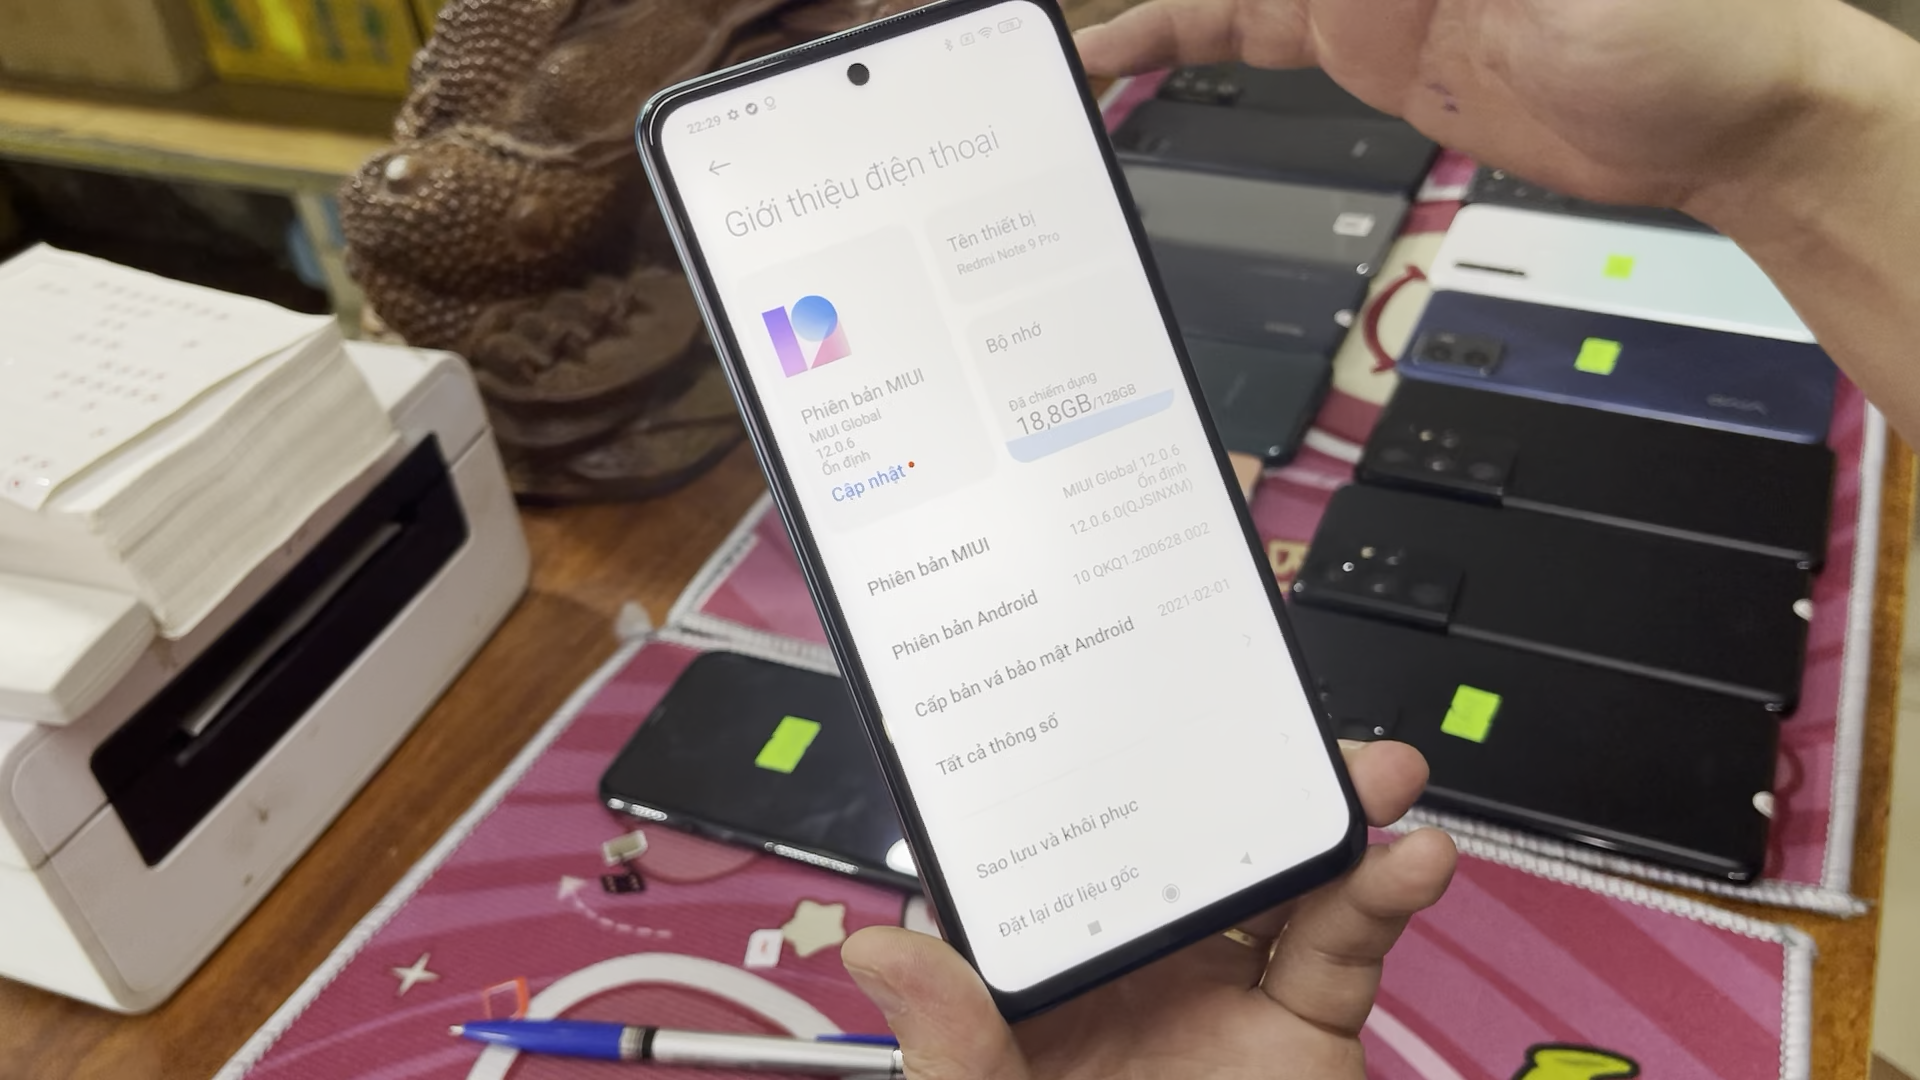 22:29
Giới thiệu điện thoại
Tên thiết bị
Redmi Note 9 Pro
Phiên bản MIUI
MIUI Global
12.0.6
Ổn định
Cập nhật
Bộ nhớ
Đã chiếm dụng
18,8GB/128GB
Phiên bản MIUI
MIUI Global 12.0.6
Ổn định
12.0.6.0(QJSINXM)
Phiên bản Android
10 QKQ1.200628.002
Cấp bản vá bảo mật Android
2021-02-01
Tất cả thông số
Sao lưu và khôi phục
Đặt lại dữ liệu gốc